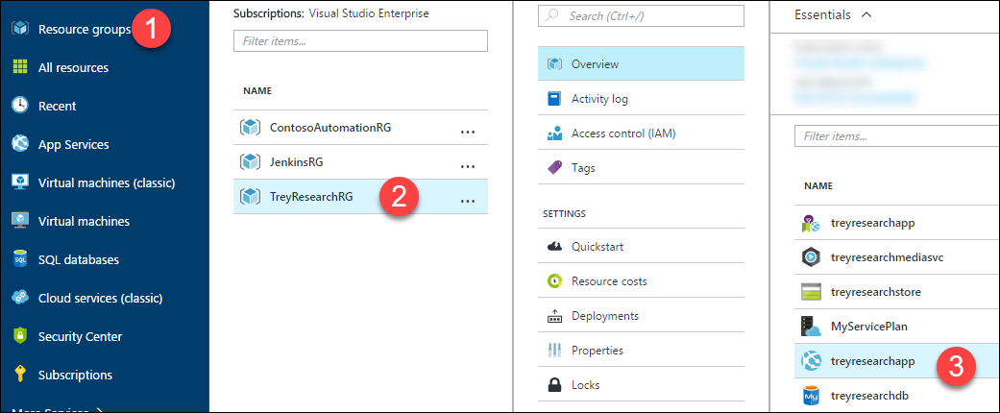 Resource groups
1
All resources
Recent
App Services
Virtual machines (classic)
Virtual machines
SQL
SQL databases
Cloud services (classic)
Security Center
Subscriptions
Subscriptions: Visual Studio Enterprise
Filter items...
NAME
ContosoAutomationRG ...
JenkinsRG ...
TreyResearchRG ...
2
Search (Ctrl+/)
Overview
Activity log
Access control (IAM)
Tags
SETTINGS
Quickstart
Resource costs
Deployments
Properties
Locks
Essentials
Filter items...
NAME
treyresearchapp
treyresearchmediasvc
treyresearchstore
MyServicePlan
treyresearchapp
3
My
treyresearchdb